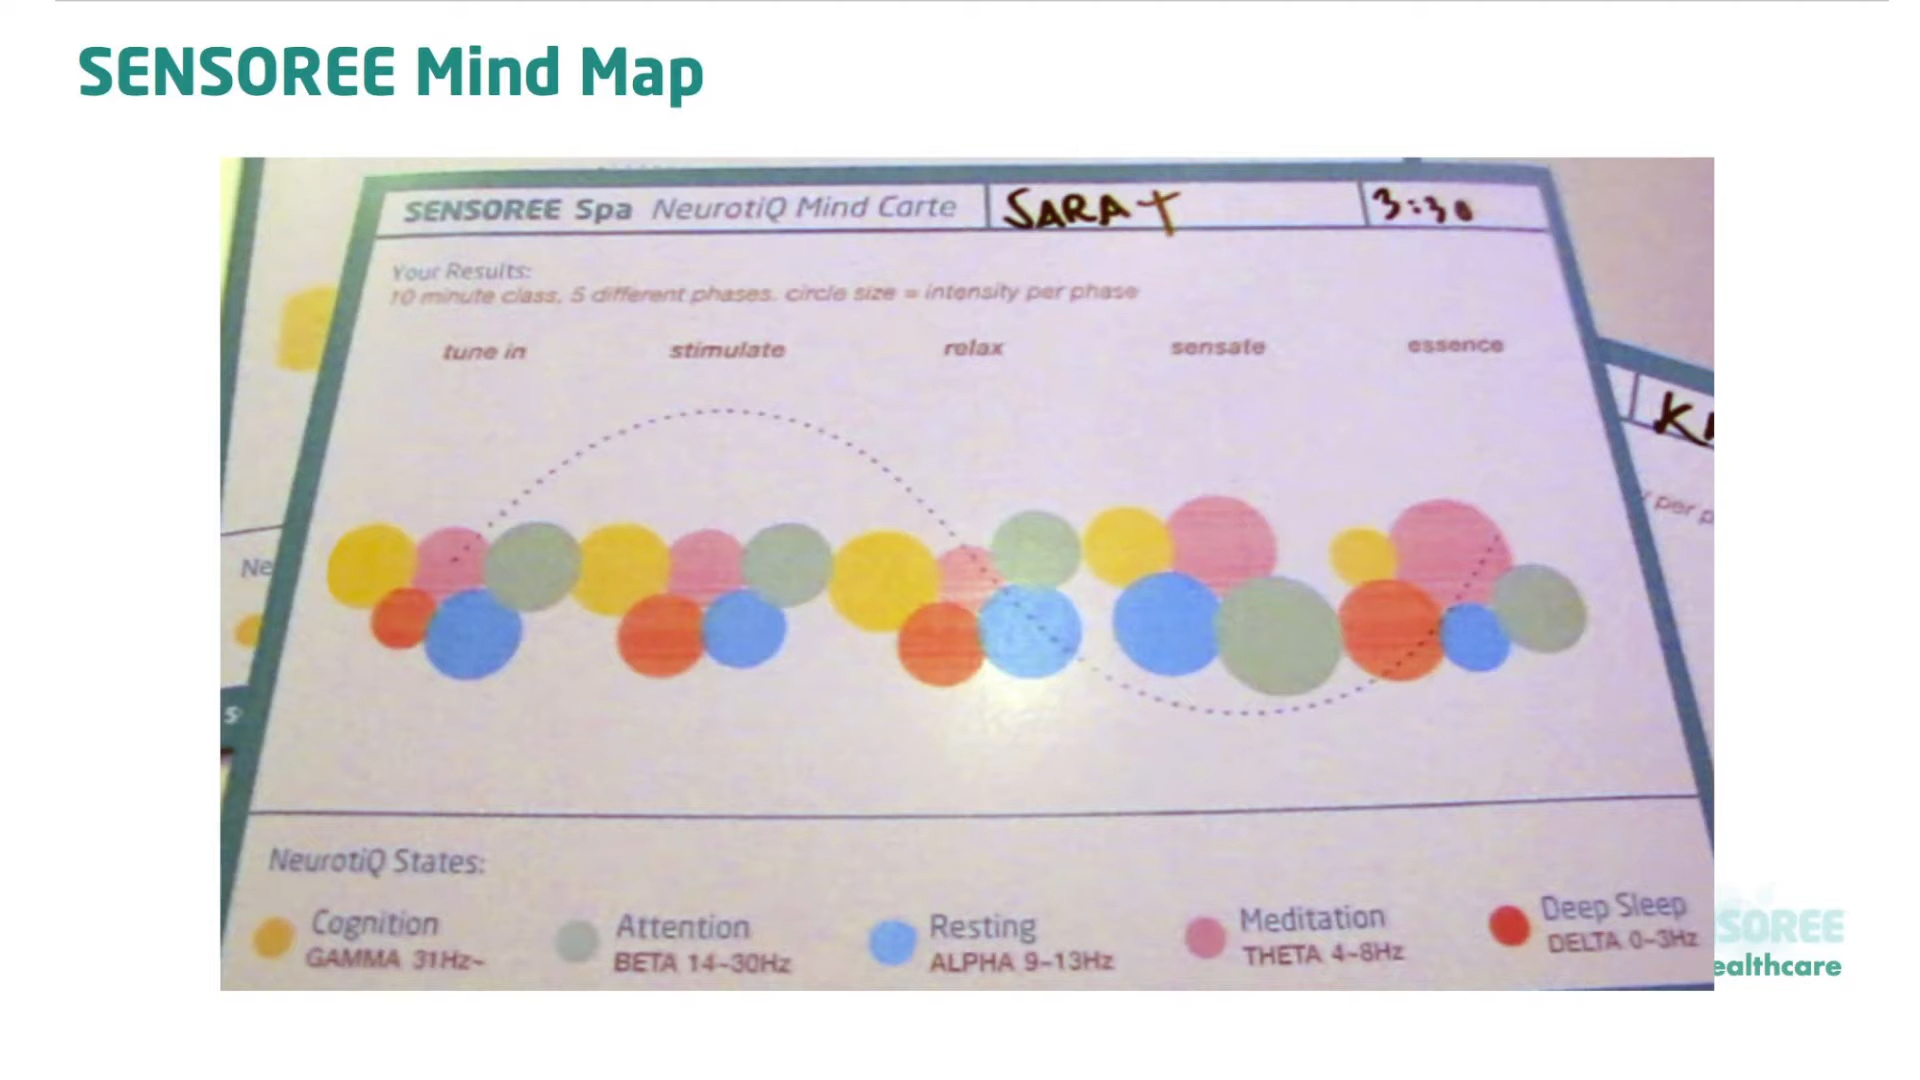 SENSOREE Mind Map
SENSOREE Spa NeurotiQ Mind Carte
SARA T
3:30
Your Results:
10 minute class, 5 different phases. circle size = intensity per phase
tune in
stimulate
relax
sensate
essence
per p
Ne
S
NeurotiQ States:
Cognition
GAMMA 31Hz~
Attention
BETA 14~30Hz
Resting
ALPHA 9~13Hz
Meditation
THETA 4~8Hz
Deep Sleep
DELTA 0~3Hz
SOREE
ealthcare